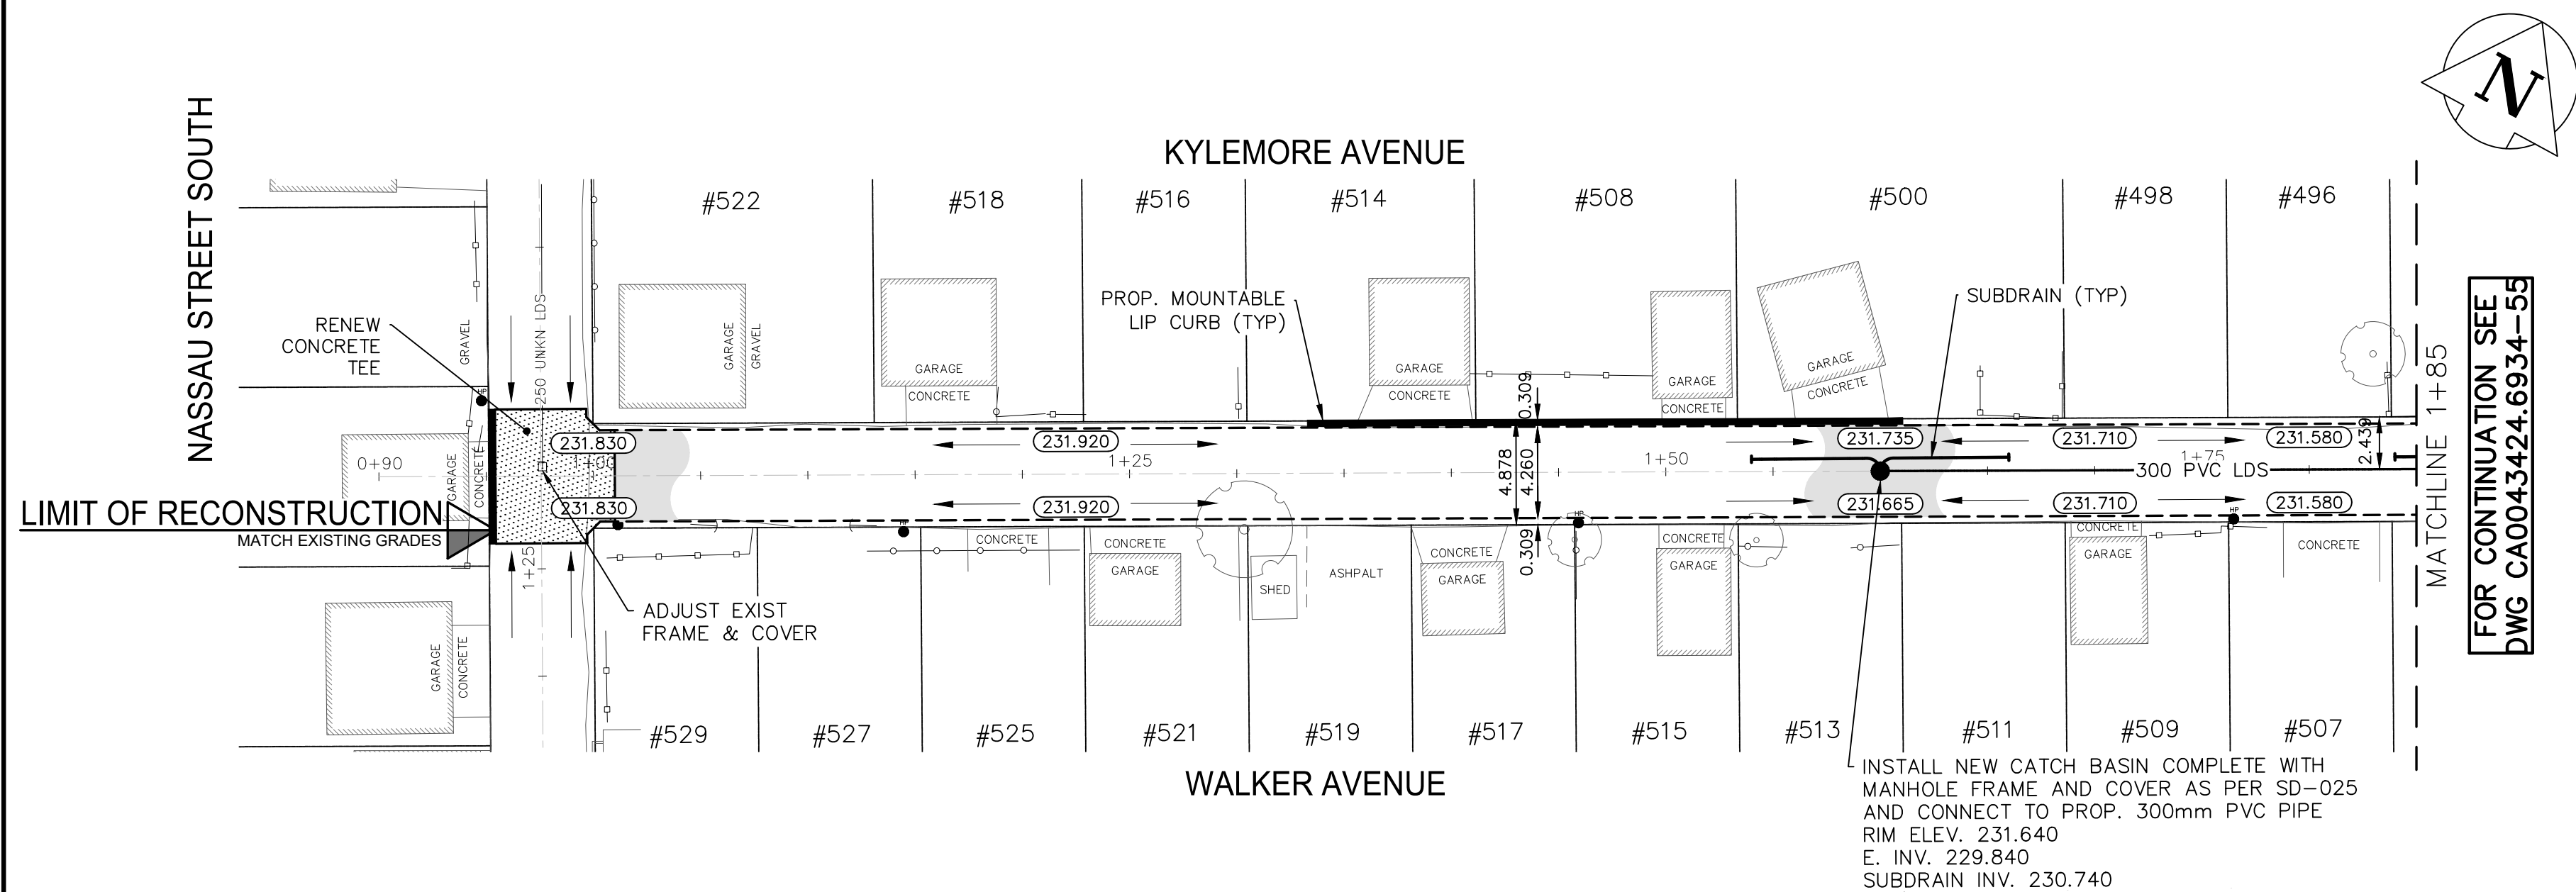 N
NASSAU STREET SOUTH
KYLEMORE AVENUE
#522
#518
#516
#514
#508
#500
#498
#496
RENEW
CONCRETE
TEE
GRAVEL
250 UNKN LDS
GARAGE
GRAVEL
GARAGE
CONCRETE
PROP. MOUNTABLE
LIP CURB (TYP)
GARAGE
CONCRETE
GARAGE
CONCRETE
GARAGE
CONCRETE
SUBDRAIN (TYP)
HP
0.309
0+90
GARAGE
CONCRETE
231.830
1+00
231.830
231.920
1+25
231.920
4.878
4.260
0.309
1+50
231.735
231.665
231.710
231.710
300 PVC LDS
1+75
231.580
231.580
2.439
MATCHLINE 1+85
FOR CONTINUATION SEE
DWG CA0043424.6934-55
LIMIT OF RECONSTRUCTION
MATCH EXISTING GRADES
1+25
HP
HP
HP
CONCRETE
CONCRETE
GARAGE
SHED
ASHPALT
CONCRETE
GARAGE
CONCRETE
GARAGE
CONCRETE
GARAGE
CONCRETE
GARAGE
CONCRETE
ADJUST EXIST
FRAME & COVER
#529
#527
#525
#521
#519
#517
#515
#513
#511
#509
#507
WALKER AVENUE
INSTALL NEW CATCH BASIN COMPLETE WITH
MANHOLE FRAME AND COVER AS PER SD-025
AND CONNECT TO PROP. 300mm PVC PIPE
RIM ELEV. 231.640
E. INV. 229.840
SUBDRAIN INV. 230.740